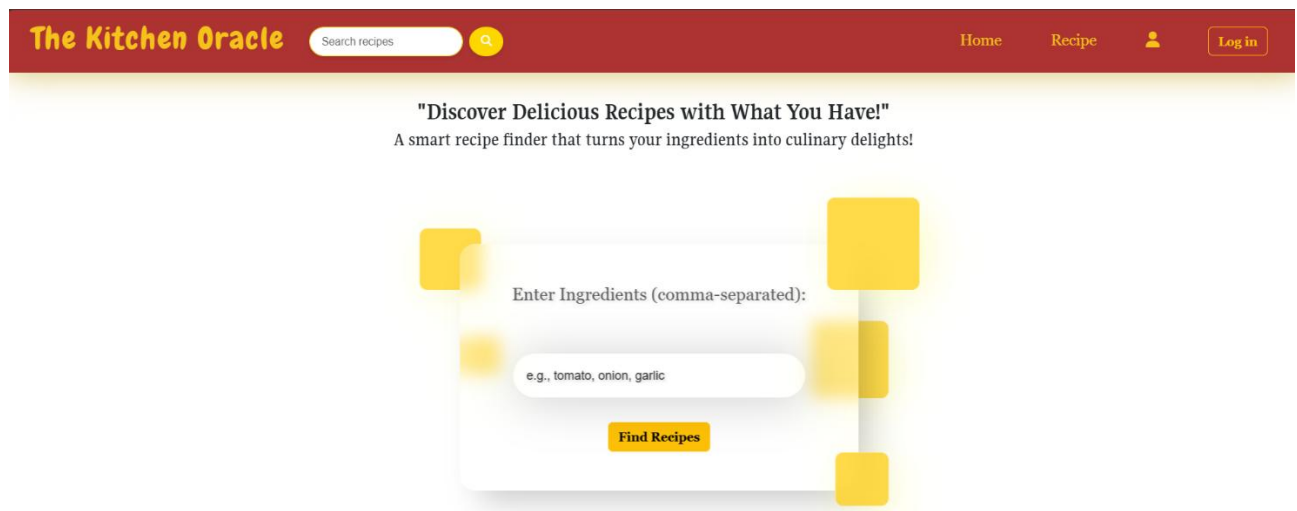 The Kitchen Oracle
Search recipes
Home
Recipe
Log in
"Discover Delicious Recipes with What You Have!"
A smart recipe finder that turns your ingredients into culinary delights!
Enter Ingredients (comma-separated):
e.g., tomato, onion, garlic
Find Recipes